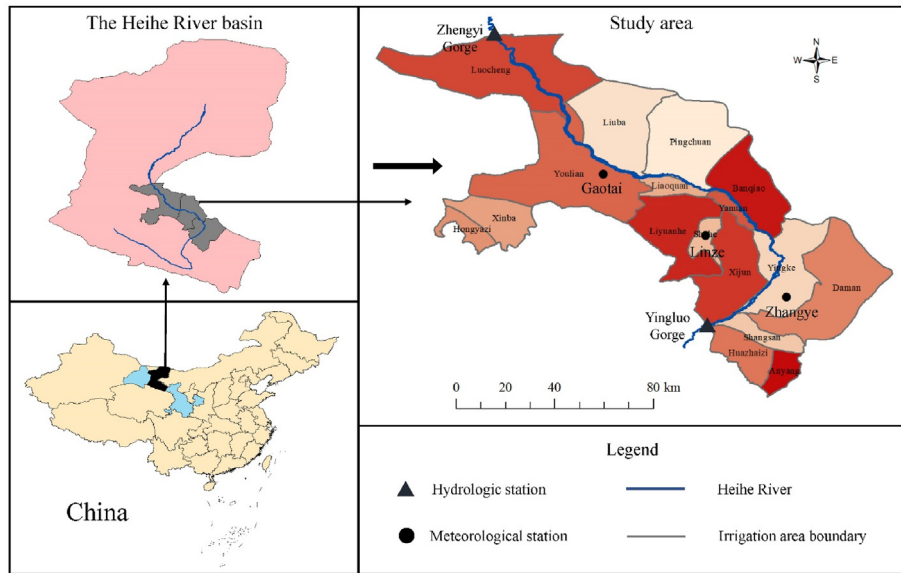 The Heihe River basin
China
Study area
Zhengyi
Gorge
N
W E
S
Luocheng
Liuba
Pingchuan
Youlian
Gaotai
Liaoquan
Banqiao
Yanuan
Xinba
Hongyazi
Liyuanhe
Linze
Xijun
Yingke
Daman
Zhangye
Yingluo
Gorge
Shangsan
Huazhaizi
Anyang
0 20 40 80 km
Legend
Hydrologic station
Heihe River
Meteorological station
Irrigation area boundary